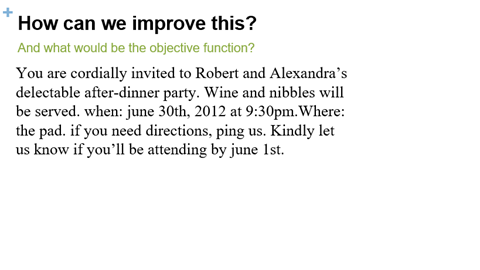 How can we improve this?
And what would be the objective function?
You are cordially invited to Robert and Alexandra’s
delectable after-dinner party. Wine and nibbles will
be served. when: june 30th, 2012 at 9:30pm.Where:
the pad. if you need directions, ping us. Kindly let
us know if you’ll be attending by june 1st.